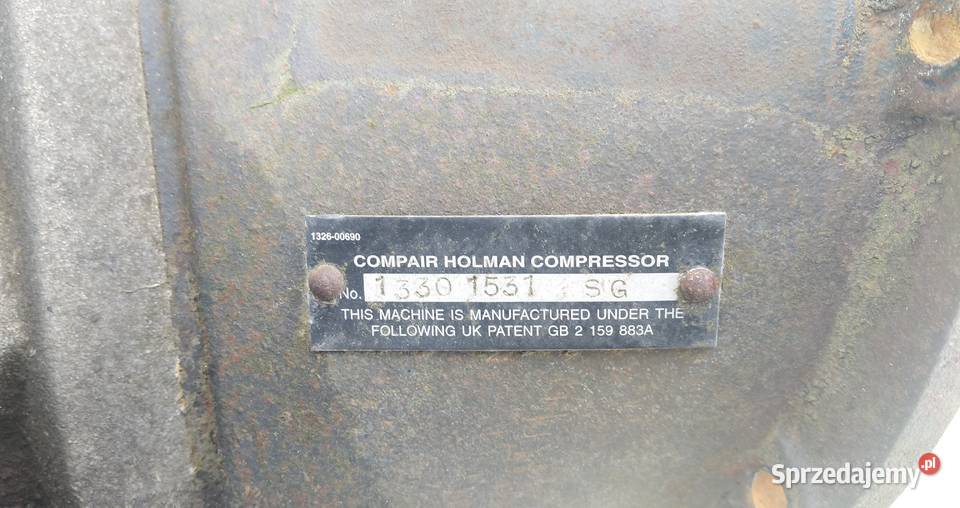 1326-00690
COMPAIR HOLMAN COMPRESSOR
No. 1330 1531 SG
THIS MACHINE IS MANUFACTURED UNDER THE
FOLLOWING UK PATENT GB 2 159 883A
Sprzedajemy.pl